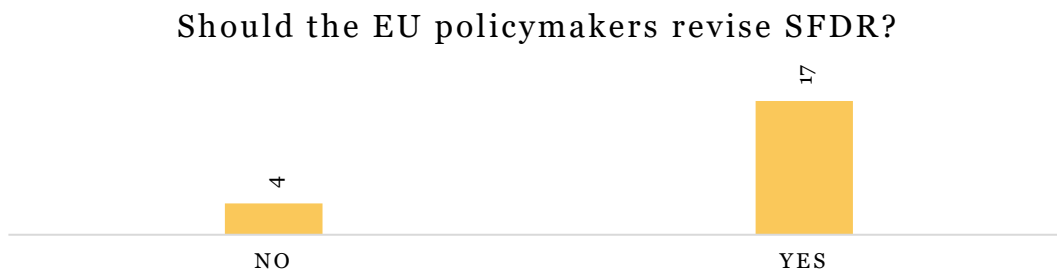 Should the EU policymakers revise SFDR?
4
17
NO
YES